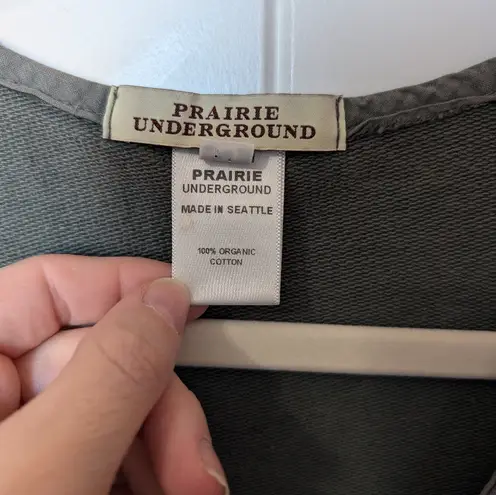 PRAIRIE
UNDERGROUND
PRAIRIE
UNDERGROUND
MADE IN SEATTLE
100% ORGANIC
COTTON